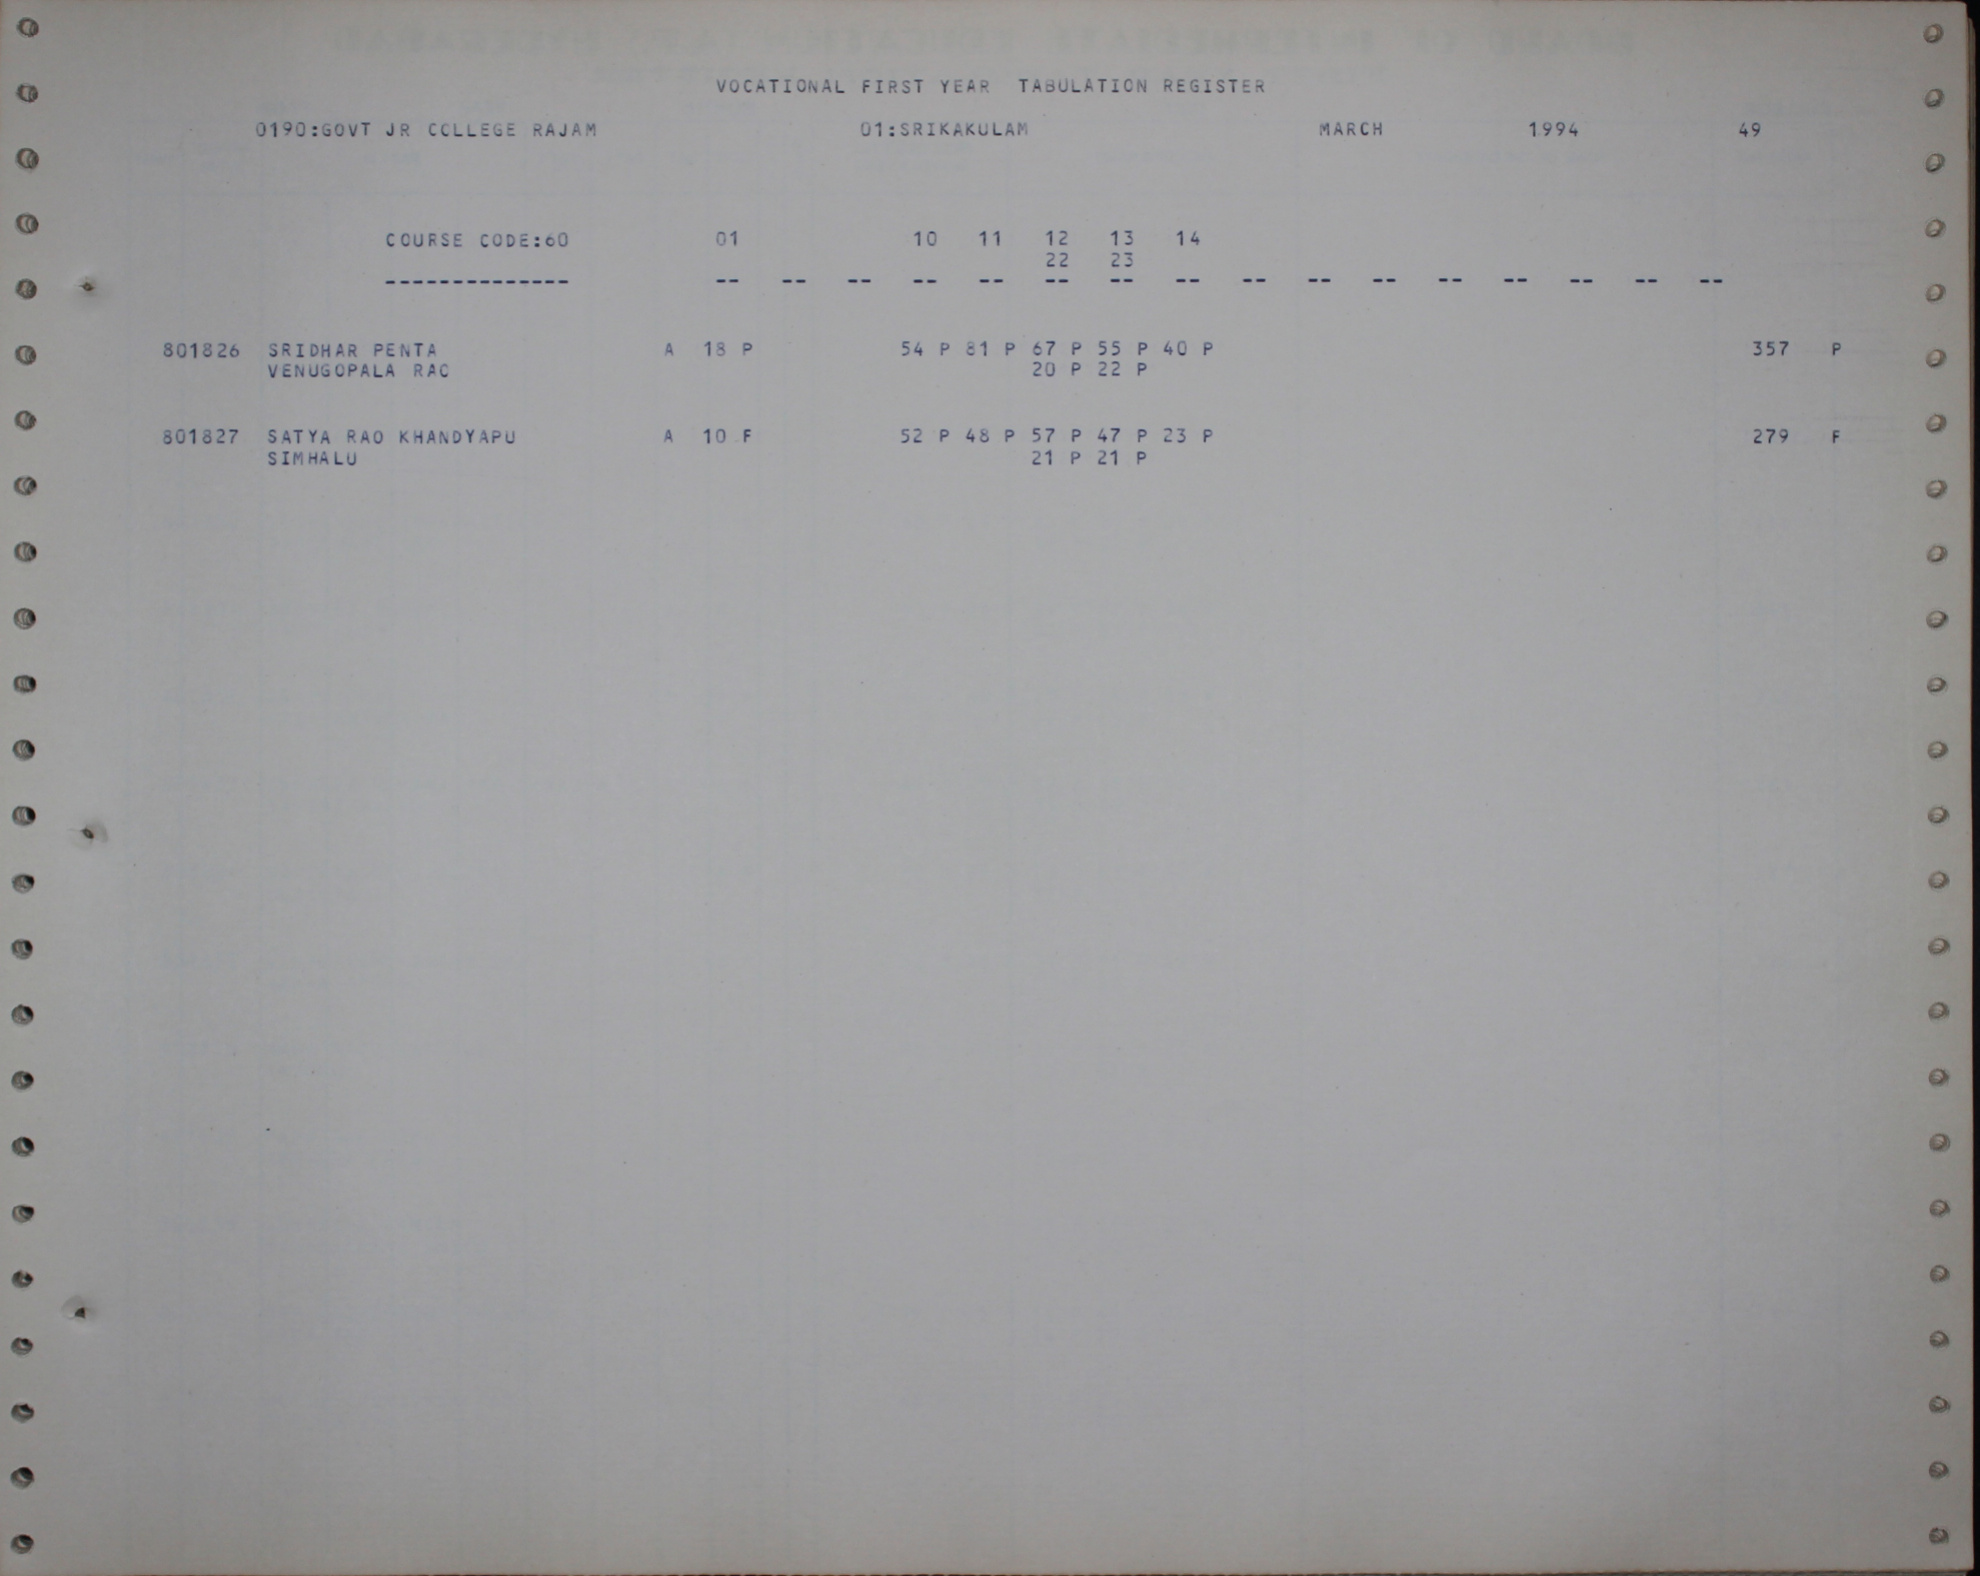 VOCATIONAL FIRST YEAR TABULATION REGISTER
0190:GOVT JR COLLEGE RAJAM 01:SRIKAKULAM MARCH 1994 49
COURSE CODE:60 01 10 11 12 13 14
22 23
-------------- -- -- -- -- -- -- -- -- -- -- -- -- -- -- -- --
801826 SRIDHAR PENTA A 18 P 54 P 81 P 67 P 55 P 40 P 357 P
VENUGOPALA RAO 20 P 22 P
801827 SATYA RAO KHANDYAPU A 10 F 52 P 48 P 57 P 47 P 23 P 279 F
SIMHALU 21 P 21 P